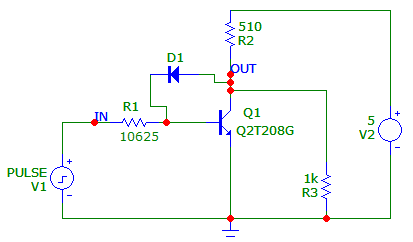 510
R2
D1
OUT
IN
R1
10625
Q1
Q2T208G
5
V2
PULSE
V1
1k
R3